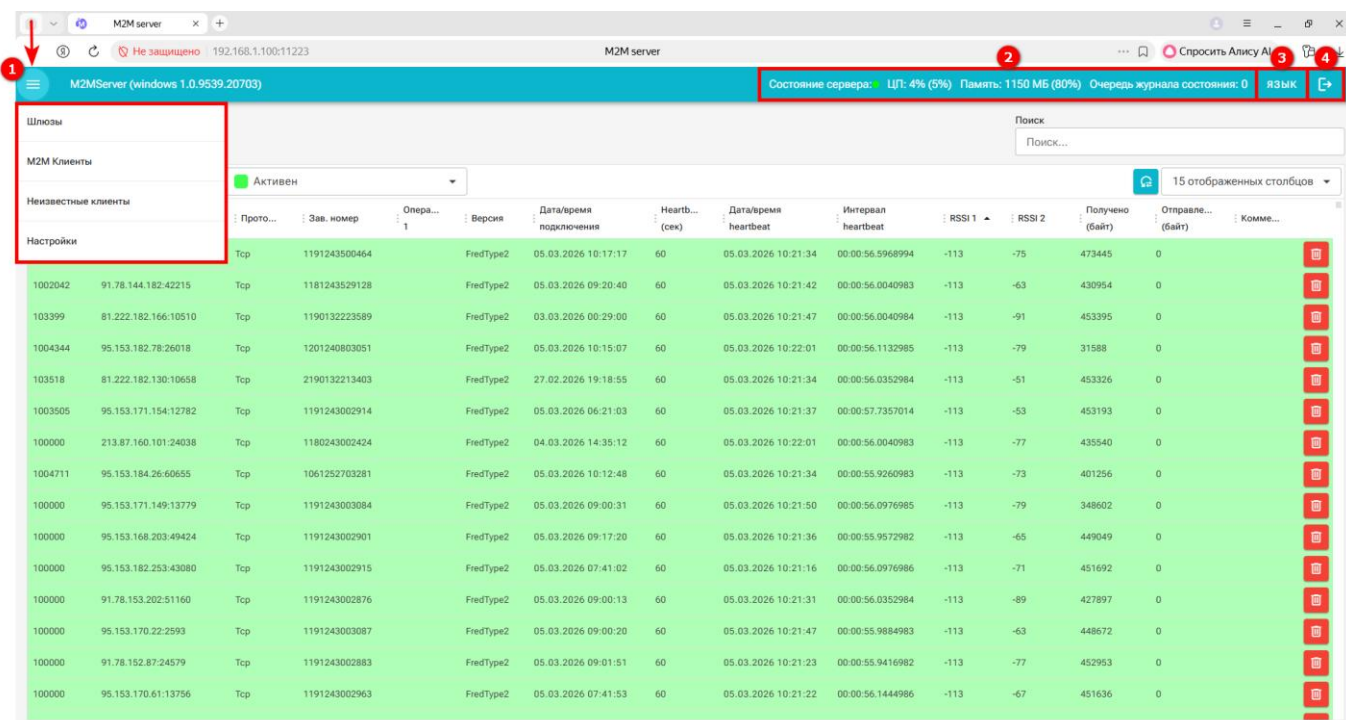 M2M server
Не защищено 192.168.1.100:11223 M2M server Спросить Алису AI
1 2 3 4
M2MServer (windows 1.0.9539.20703) Состояние сервера: ЦП: 4% (5%) Память: 1150 МБ (80%) Очередь журнала состояния: 0 ЯЗЫК
Шлюзы
M2M Клиенты
Неизвестные клиенты
Настройки
Поиск
Поиск...
Активен 15 отображенных столбцов
Прото... Зав. номер Опера... 1 Версия Дата/время подключения Heartb... (сек) Дата/время heartbeat Интервал heartbeat RSSI 1 RSSI 2 Получено (байт) Отправле... (байт) Комме...
Tcp 1191243500464 FredType2 05.03.2026 10:17:17 60 05.03.2026 10:21:34 00:00:56.5968994 -113 -75 473445 0
1002042 91.78.144.182:42215 Tcp 1181243529128 FredType2 05.03.2026 09:20:40 60 05.03.2026 10:21:42 00:00:56.0040983 -113 -63 430954 0
103399 81.222.182.166:10510 Tcp 1190132223589 FredType2 03.03.2026 00:29:00 60 05.03.2026 10:21:47 00:00:56.0040984 -113 -91 453395 0
1004344 95.153.182.78:26018 Tcp 1201240803051 FredType2 05.03.2026 10:15:07 60 05.03.2026 10:22:01 00:00:56.1132985 -113 -79 31588 0
103518 81.222.182.130:10658 Tcp 2190132213403 FredType2 27.02.2026 19:18:55 60 05.03.2026 10:21:34 00:00:56.0352984 -113 -51 453326 0
1003505 95.153.171.154:12782 Tcp 1191243002914 FredType2 05.03.2026 06:21:03 60 05.03.2026 10:21:37 00:00:57.7357014 -113 -53 453193 0
100000 213.87.160.101:24038 Tcp 1180243002424 FredType2 04.03.2026 14:35:12 60 05.03.2026 10:22:01 00:00:56.0040983 -113 -77 435540 0
1004711 95.153.184.26:60655 Tcp 1061252703281 FredType2 05.03.2026 10:12:48 60 05.03.2026 10:21:34 00:00:55.9260983 -113 -73 401256 0
100000 95.153.171.149:13779 Tcp 1191243003084 FredType2 05.03.2026 09:00:31 60 05.03.2026 10:21:50 00:00:56.0976985 -113 -79 348602 0
100000 95.153.168.203:49424 Tcp 1191243002901 FredType2 05.03.2026 09:17:20 60 05.03.2026 10:21:36 00:00:55.9572982 -113 -65 449049 0
100000 95.153.182.253:43080 Tcp 1191243002915 FredType2 05.03.2026 07:41:02 60 05.03.2026 10:21:16 00:00:56.0976986 -113 -71 451692 0
100000 91.78.153.202:51160 Tcp 1191243002876 FredType2 05.03.2026 09:00:13 60 05.03.2026 10:21:31 00:00:56.0352984 -113 -89 427897 0
100000 95.153.170.22:2593 Tcp 1191243003087 FredType2 05.03.2026 09:00:20 60 05.03.2026 10:21:47 00:00:55.9884983 -113 -63 448672 0
100000 91.78.152.87:24579 Tcp 1191243002883 FredType2 05.03.2026 09:01:51 60 05.03.2026 10:21:23 00:00:55.9416982 -113 -77 452953 0
100000 95.153.170.61:13756 Tcp 1191243002963 FredType2 05.03.2026 07:41:53 60 05.03.2026 10:21:22 00:00:56.1444986 -113 -67 451636 0